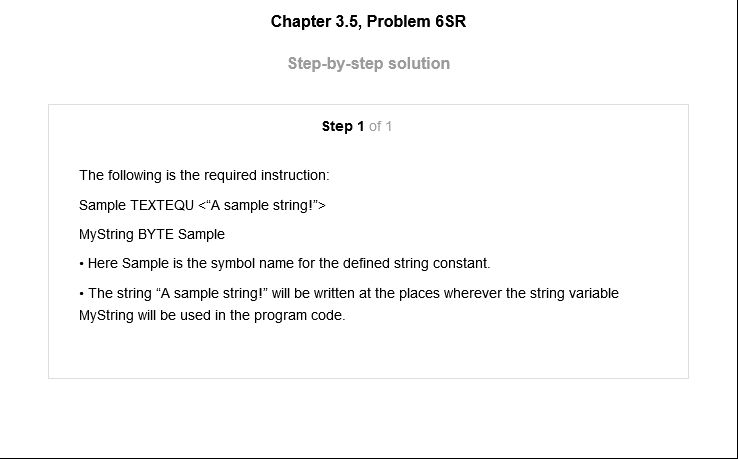 Chapter 3.5, Problem 6SR
Step-by-step solution
Step 1 of 1
The following is the required instruction:
Sample TEXTEQU <“A sample string!”>
MyString BYTE Sample
• Here Sample is the symbol name for the defined string constant.
• The string “A sample string!” will be written at the places wherever the string variable
MyString will be used in the program code.